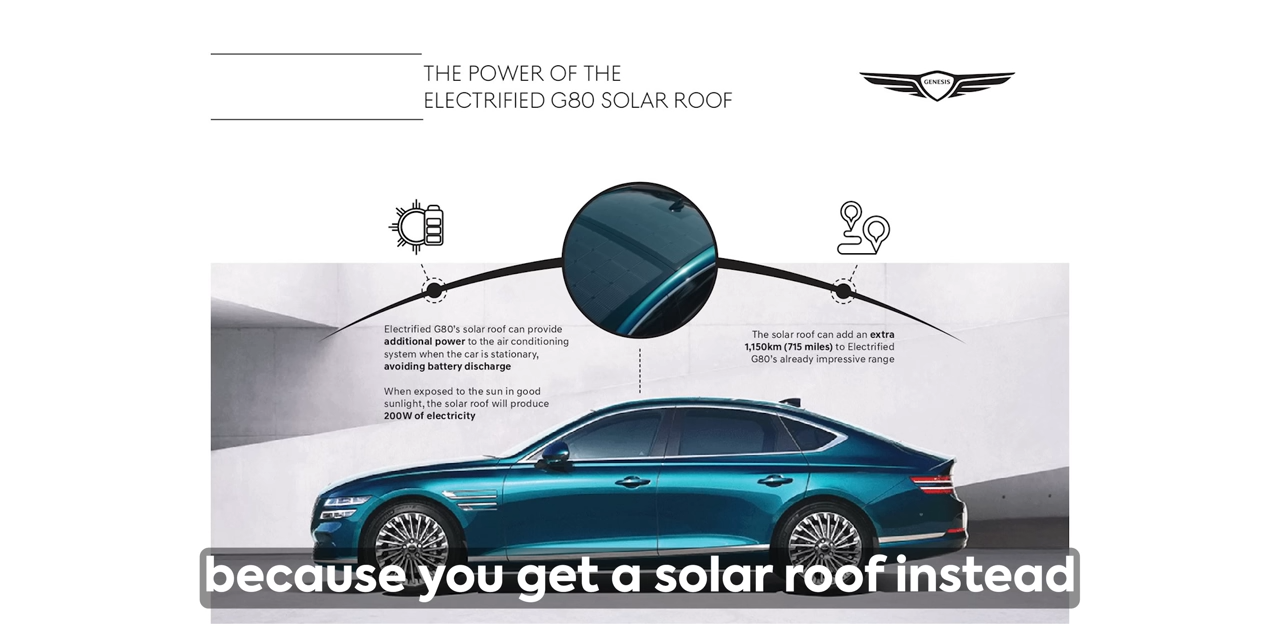 THE POWER OF THE
ELECTRIFIED G80 SOLAR ROOF
GENESIS
Electrified G80's solar roof can provide
additional power to the air conditioning
system when the car is stationary,
avoiding battery discharge
When exposed to the sun in good
sunlight, the solar roof will produce
200W of electricity
The solar roof can add an extra
1,150km (715 miles) to Electrified
G80's already impressive range
because you get a solar roof instead